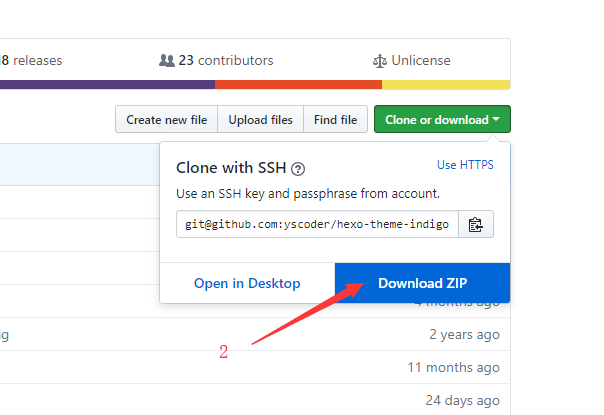 18 releases
23 contributors
Unlicense
Create new file
Upload files
Find file
Clone or download
Clone with SSH
Use HTTPS
Use an SSH key and passphrase from account.
git@github.com:yscoder/hexo-theme-indigo
Open in Desktop
Download ZIP
4 months ago
2
2 years ago
11 months ago
24 days ago